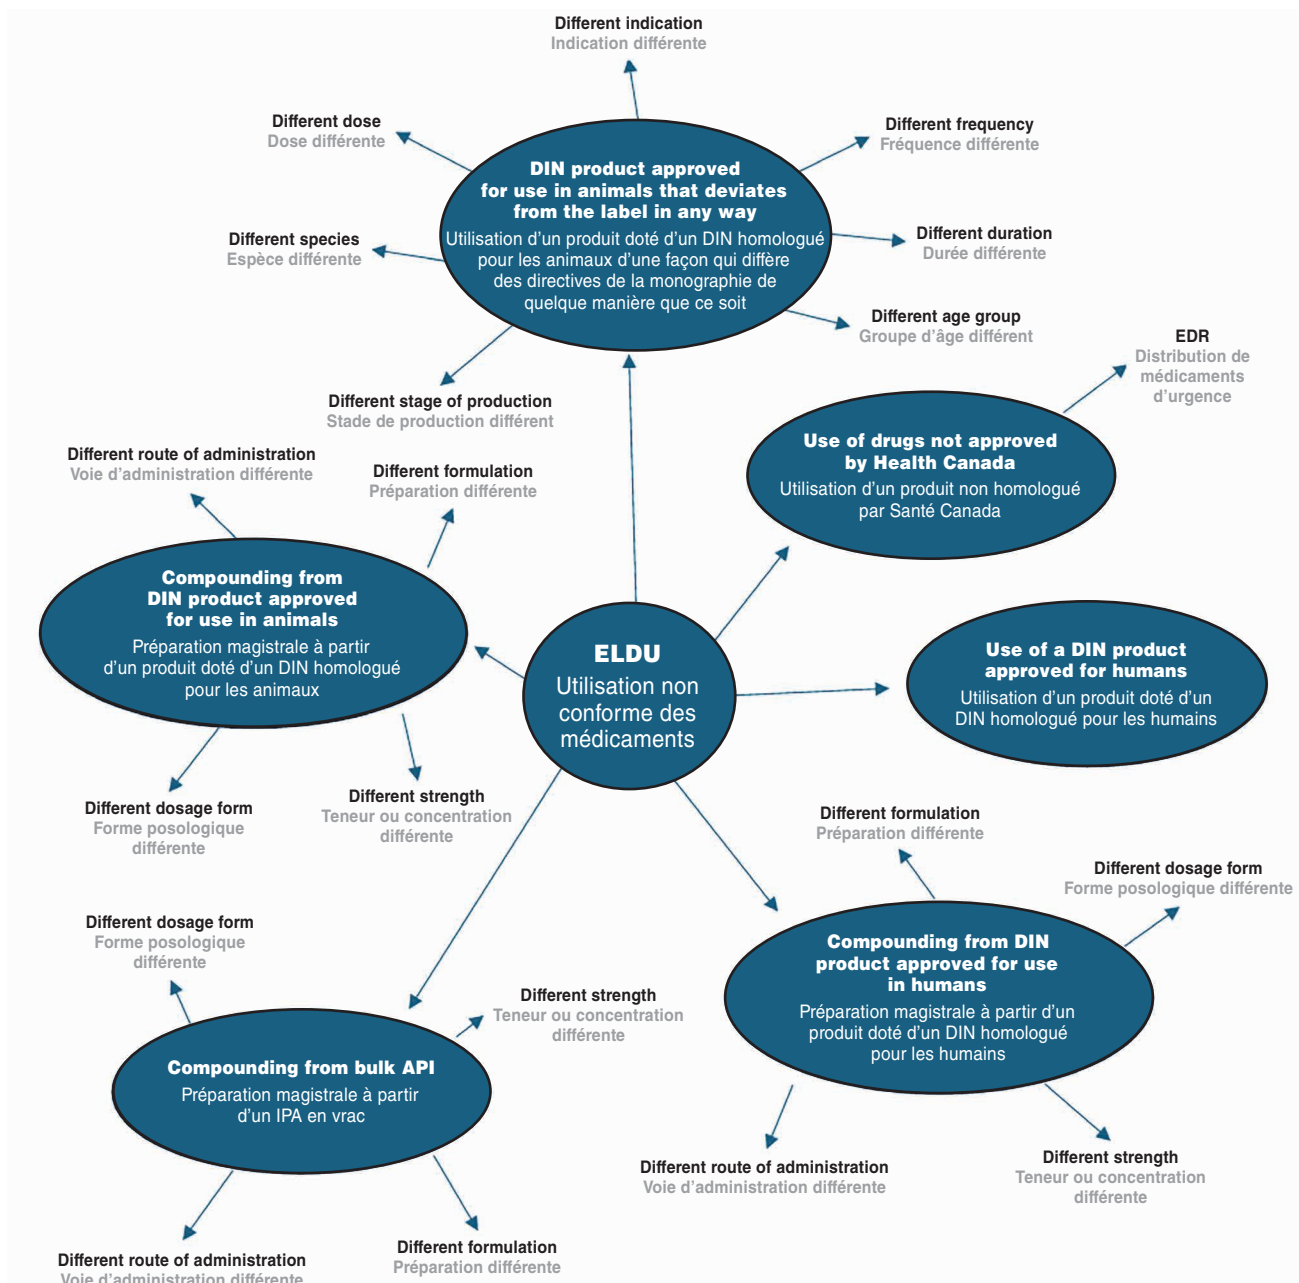 Different indication
Indication différente
Different dose
Dose différente
Different frequency
Fréquence différente
DIN product approved
for use in animals that deviates
from the label in any way
Utilisation d'un produit doté d'un DIN homologué
pour les animaux d'une façon qui diffère
des directives de la monographie de
quelque manière que ce soit
Different species
Espèce différente
Different duration
Durée différente
Different age group
Groupe d'âge différent
EDR
Distribution de
médicaments
d'urgence
Different stage of production
Stade de production différent
Use of drugs not approved
by Health Canada
Utilisation d'un produit non homologué
par Santé Canada
Different route of administration
Voie d'administration différente
Different formulation
Préparation différente
Compounding from
DIN product approved
for use in animals
Préparation magistrale à partir
d'un produit doté d'un DIN homologué
pour les animaux
ELDU
Utilisation non
conforme des
médicaments
Use of a DIN product
approved for humans
Utilisation d'un produit doté d'un
DIN homologué pour les humains
Different dosage form
Forme posologique
différente
Different strength
Teneur ou concentration
différente
Different formulation
Préparation différente
Different dosage form
Forme posologique différente
Different dosage form
Forme posologique
différente
Compounding from DIN
product approved for use
in humans
Préparation magistrale à partir d'un
produit doté d'un DIN homologué
pour les humains
Different strength
Teneur ou concentration
différente
Compounding from bulk API
Préparation magistrale à partir
d'un IPA en vrac
Different route of administration
Voie d'administration différente
Different strength
Teneur ou concentration
différente
Different route of administration
Voie d'administration différente
Different formulation
Préparation différente